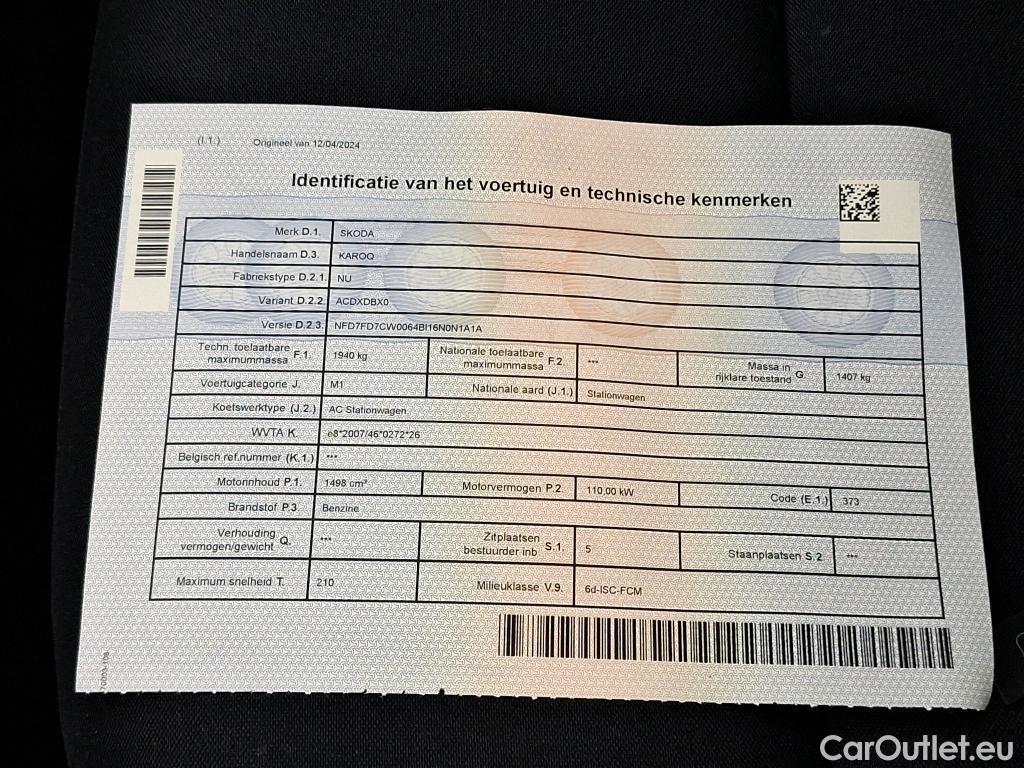 (I.1.) Origineel van 12/04/2024
Identificatie van het voertuig en technische kenmerken
Merk D.1. SKODA
Handelsnaam D.3. KAROQ
Fabriekstype D.2.1. NU
Variant D.2.2. ACDXDBX0
Versie D.2.3. NFD7FD7CW0064BI16N0N1A1A
Techn. toelaatbare maximummassa F.1. 1940 kg Nationale toelaatbare maximummassa F.2. *** Massa in rijklare toestand G. 1407 kg
Voertuigcategorie J. M1 Nationale aard (J.1.) Stationwagen
Koetswerktype (J.2.) AC Stationwagen
WVTA K. e8*2007/46*0272*26
Belgisch ref.nummer (K.1.) ***
Motorinhoud P.1. 1498 cm³ Motorvermogen P.2. 110,00 kW Code (E.1.) 373
Brandstof P.3 Benzine
Verhouding vermogen/gewicht Q. *** Zitplaatsen bestuurder inb S.1. 5 Staanplaatsen S.2. ***
Maximum snelheid T. 210 Milieuklasse V.9. 6d-ISC-FCM
CarOutlet.eu